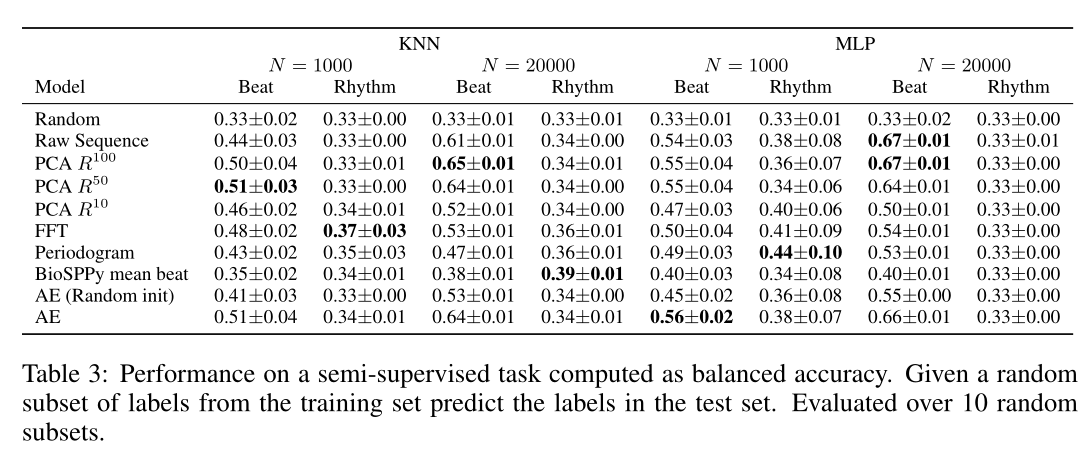 KNN MLP
N = 1000 N = 20000 N = 1000 N = 20000
Model Beat Rhythm Beat Rhythm Beat Rhythm Beat Rhythm
Random 0.33±0.02 0.33±0.00 0.33±0.01 0.33±0.01 0.33±0.01 0.33±0.01 0.33±0.02 0.33±0.00
Raw Sequence 0.44±0.03 0.33±0.00 0.61±0.01 0.34±0.00 0.54±0.03 0.38±0.08 0.67±0.01 0.33±0.01
PCA R^100 0.50±0.04 0.33±0.01 0.65±0.01 0.34±0.01 0.55±0.04 0.36±0.07 0.67±0.01 0.33±0.00
PCA R^50 0.51±0.03 0.33±0.00 0.64±0.01 0.34±0.00 0.55±0.04 0.34±0.06 0.64±0.01 0.33±0.00
PCA R^10 0.46±0.02 0.34±0.01 0.52±0.01 0.34±0.00 0.47±0.03 0.40±0.06 0.50±0.01 0.33±0.00
FFT 0.48±0.02 0.37±0.03 0.53±0.01 0.36±0.01 0.50±0.04 0.41±0.09 0.54±0.01 0.33±0.00
Periodogram 0.43±0.02 0.35±0.03 0.47±0.01 0.36±0.01 0.49±0.03 0.44±0.10 0.53±0.01 0.33±0.00
BioSPPy mean beat 0.35±0.02 0.34±0.01 0.38±0.01 0.39±0.01 0.40±0.03 0.34±0.08 0.40±0.01 0.33±0.00
AE (Random init) 0.41±0.03 0.33±0.00 0.53±0.01 0.34±0.00 0.45±0.02 0.36±0.08 0.55±0.00 0.33±0.00
AE 0.51±0.04 0.34±0.01 0.64±0.01 0.34±0.01 0.56±0.02 0.38±0.07 0.66±0.01 0.33±0.00
Table 3: Performance on a semi-supervised task computed as balanced accuracy. Given a random
subset of labels from the training set predict the labels in the test set. Evaluated over 10 random
subsets.